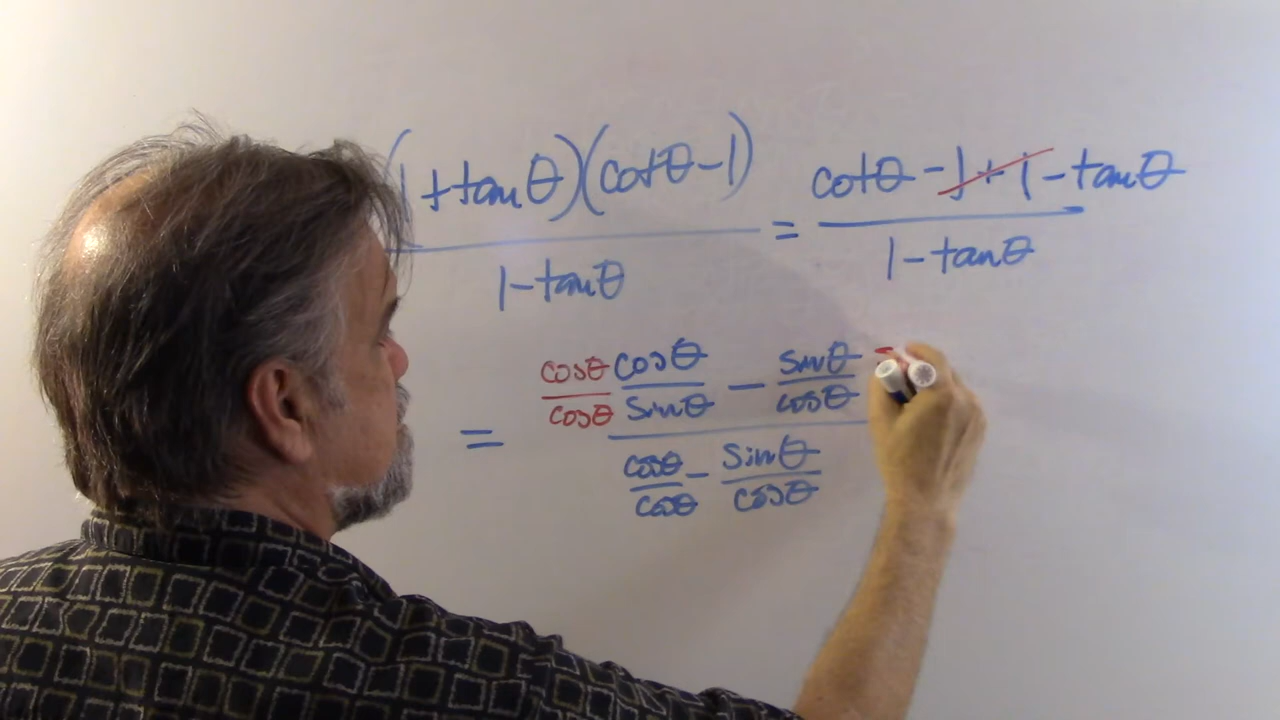 (1+tanθ)(cotθ-1) / 1-tanθ = cotθ -1+1-tanθ / 1-tanθ
= cosθ/cosθ cosθ/sinθ - sinθ/cosθ / cosθ/cosθ - sinθ/cosθ